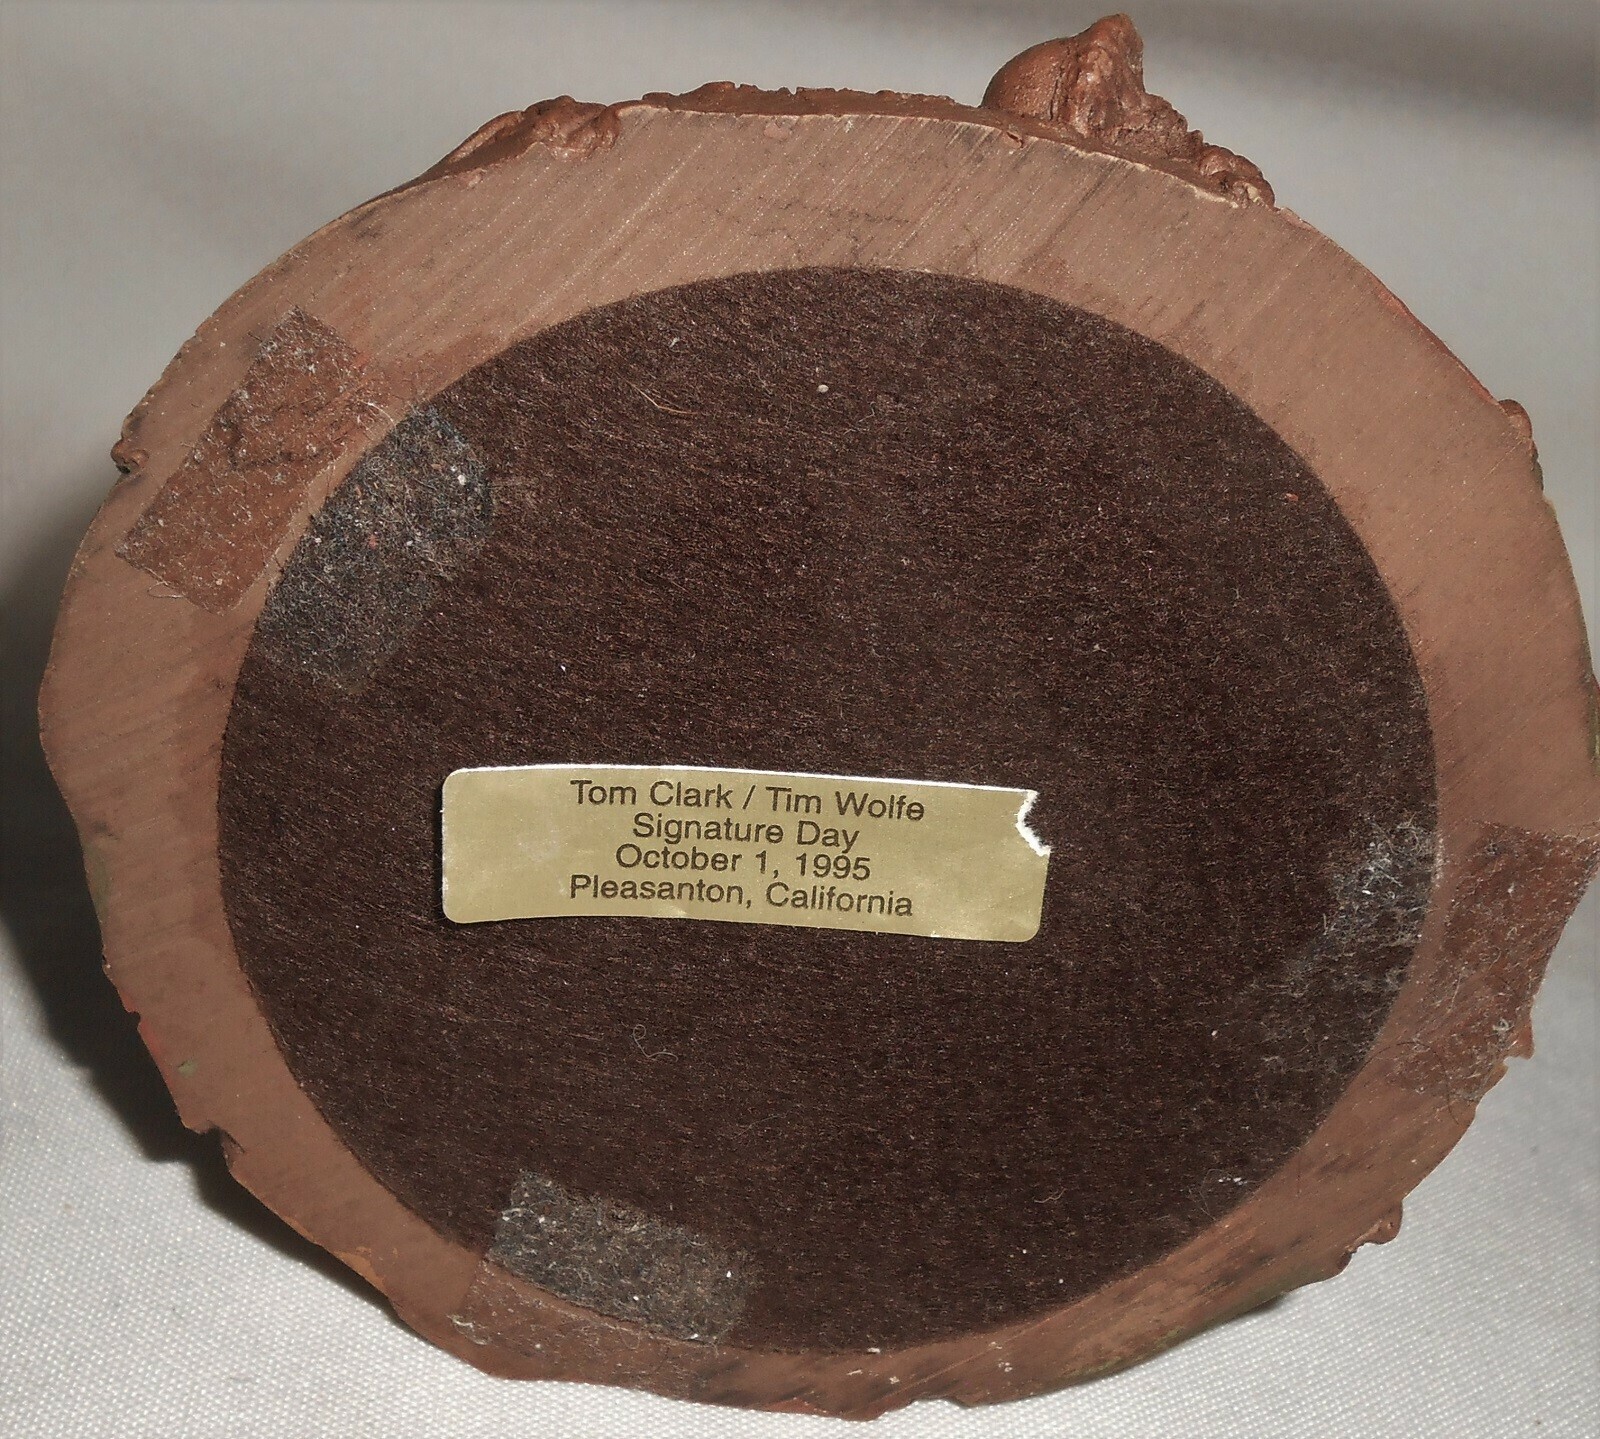 Tom Clark / Tim Wolfe
Signature Day
October 1, 1995
Pleasanton, California